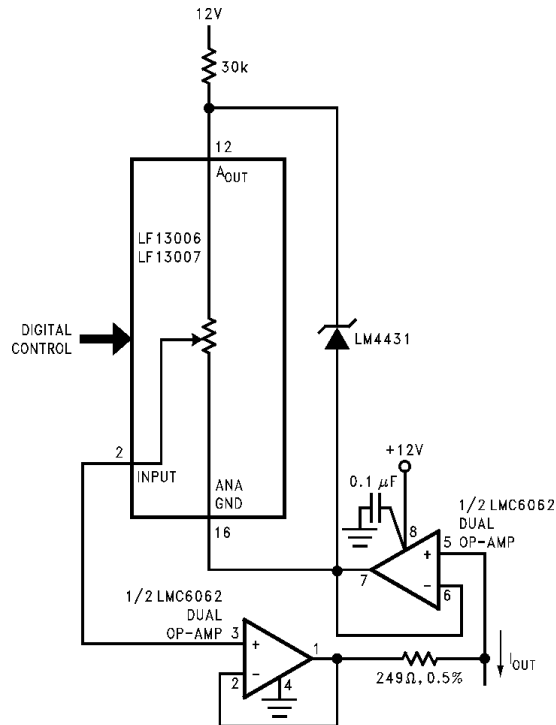 12V
30k
12
A_OUT
LF13006
LF13007
DIGITAL
CONTROL
LM4431
2
INPUT
ANA
GND
16
+12V
0.1 μF
8
1/2 LMC6062
DUAL
OP-AMP
5
+
7
−
6
1/2 LMC6062
DUAL
OP-AMP
3
+
1
−
2
4
249Ω, 0.5%
I_OUT